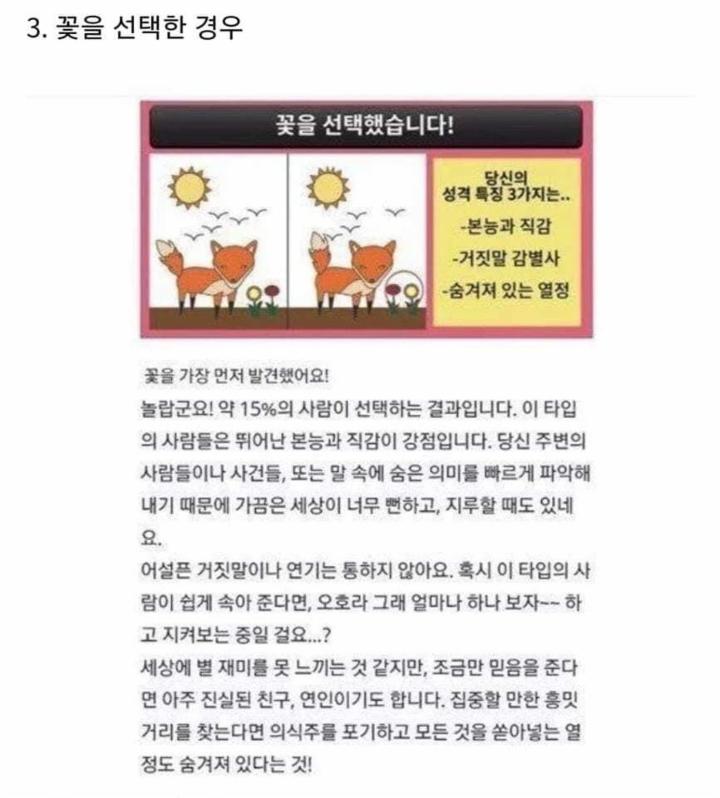 3. 꽃을 선택한 경우
꽃을 선택했습니다!
당신의
성격 특징 3가지는..
-본능과 직감
-거짓말 감별사
-숨겨져 있는 열정
꽃을 가장 먼저 발견했어요!
놀랍군요! 약 15%의 사람이 선택하는 결과입니다. 이 타입
의 사람들은 뛰어난 본능과 직감이 강점입니다. 당신 주변의
사람들이나 사건들, 또는 말 속에 숨은 의미를 빠르게 파악해
내기 때문에 가끔은 세상이 너무 뻔하고, 지루할 때도 있네
요.
어설픈 거짓말이나 연기는 통하지 않아요. 혹시 이 타입의 사
람이 쉽게 속아 준다면, 오호라 그래 얼마나 하나 보자~~ 하
고 지켜보는 중일 걸요...?
세상에 별 재미를 못 느끼는 것 같지만, 조금만 믿음을 준다
면 아주 진실된 친구, 연인이기도 합니다. 집중할 만한 흥밋
거리를 찾는다면 의식주를 포기하고 모든 것을 쏟아넣는 열
정도 숨겨져 있다는 것!